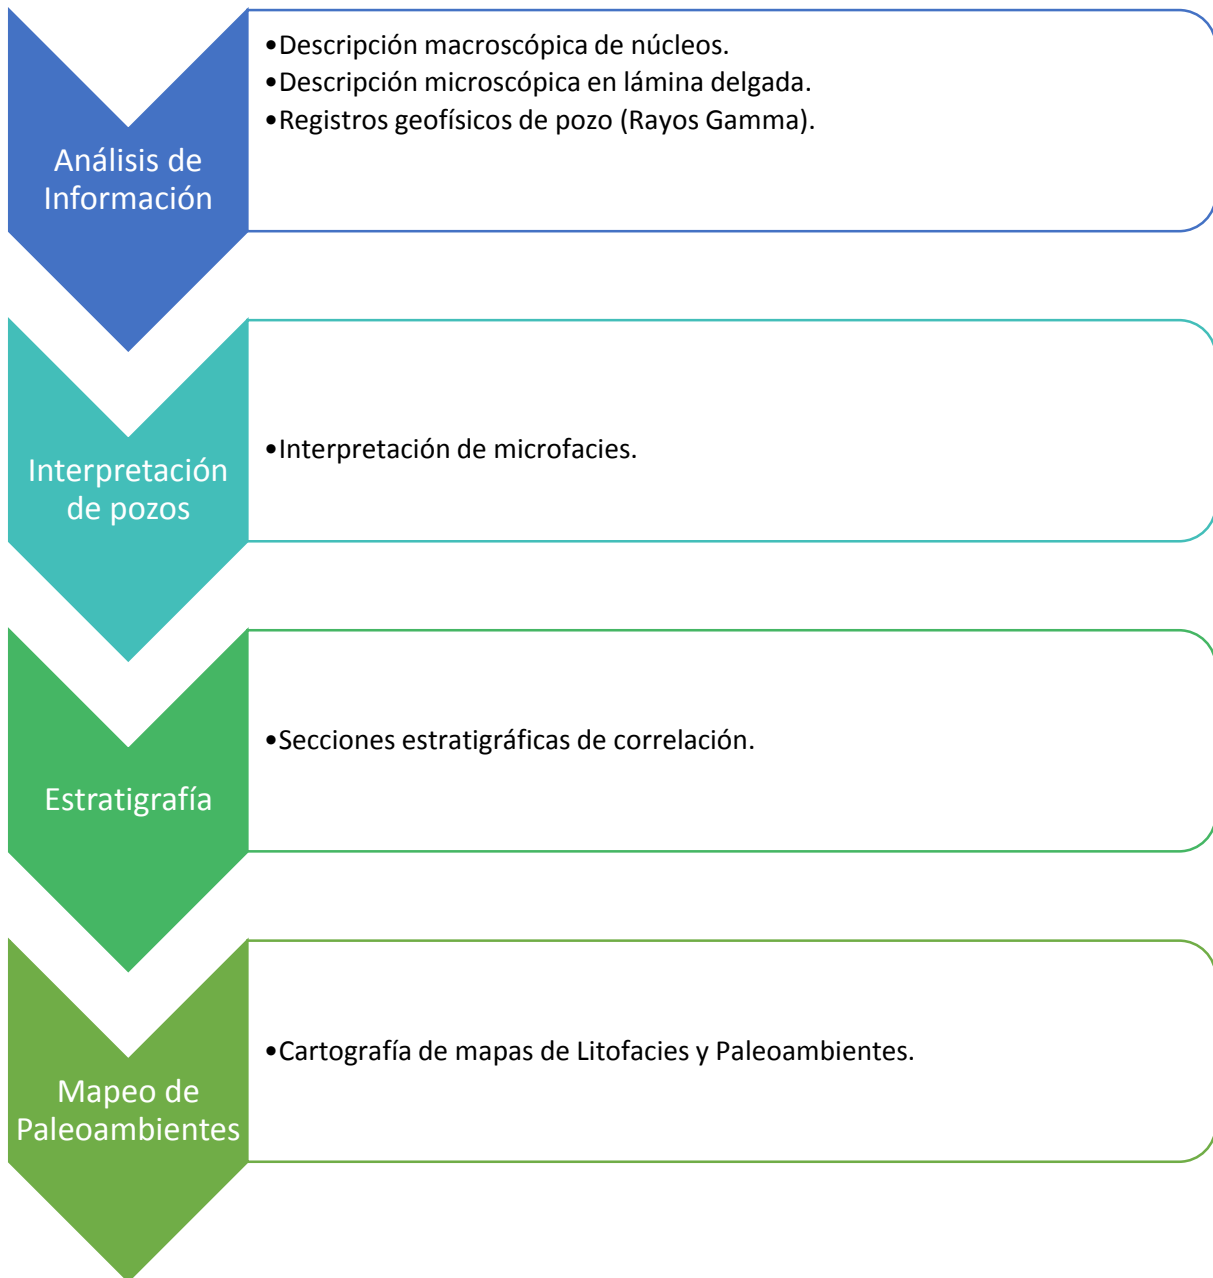 Análisis de
Información
•Descripción macroscópica de núcleos.
•Descripción microscópica en lámina delgada.
•Registros geofísicos de pozo (Rayos Gamma).
Interpretación
de pozos
•Interpretación de microfacies.
Estratigrafía
•Secciones estratigráficas de correlación.
Mapeo de
Paleoambientes
•Cartografía de mapas de Litofacies y Paleoambientes.